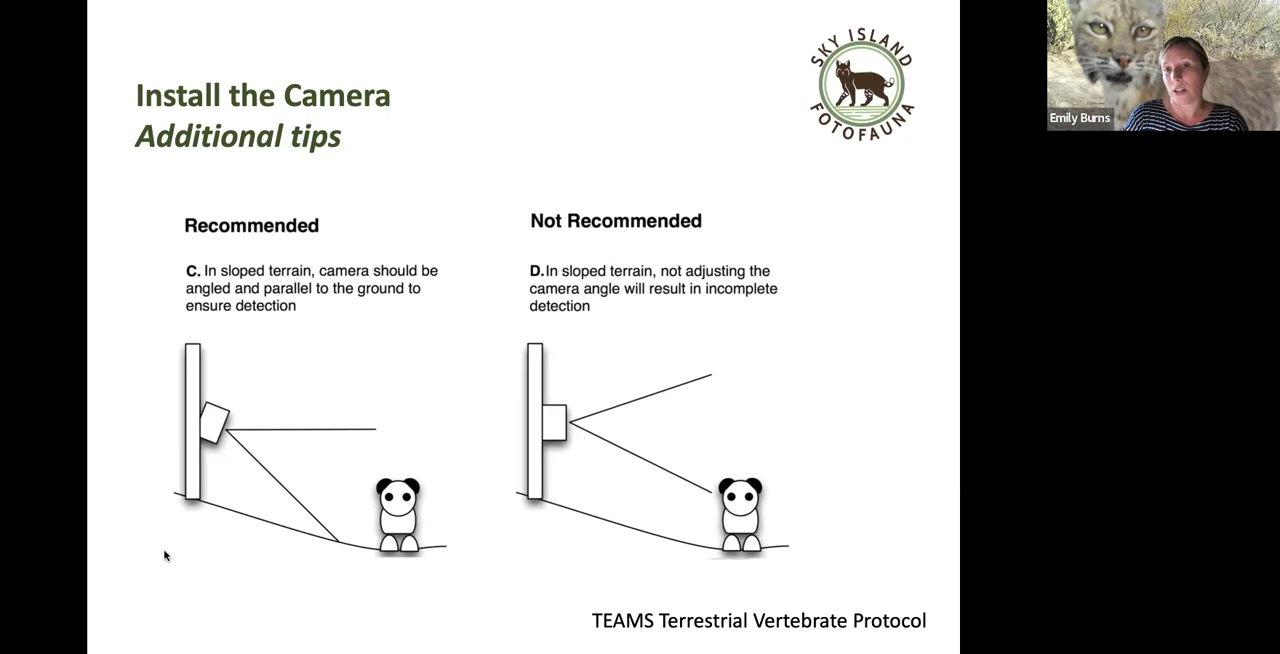 Install the Camera
Additional tips
SKY ISLAND
FOTOFAUNA
Emily Burns
Recommended
C. In sloped terrain, camera should be
angled and parallel to the ground to
ensure detection
Not Recommended
D.In sloped terrain, not adjusting the
camera angle will result in incomplete
detection
TEAMS Terrestrial Vertebrate Protocol